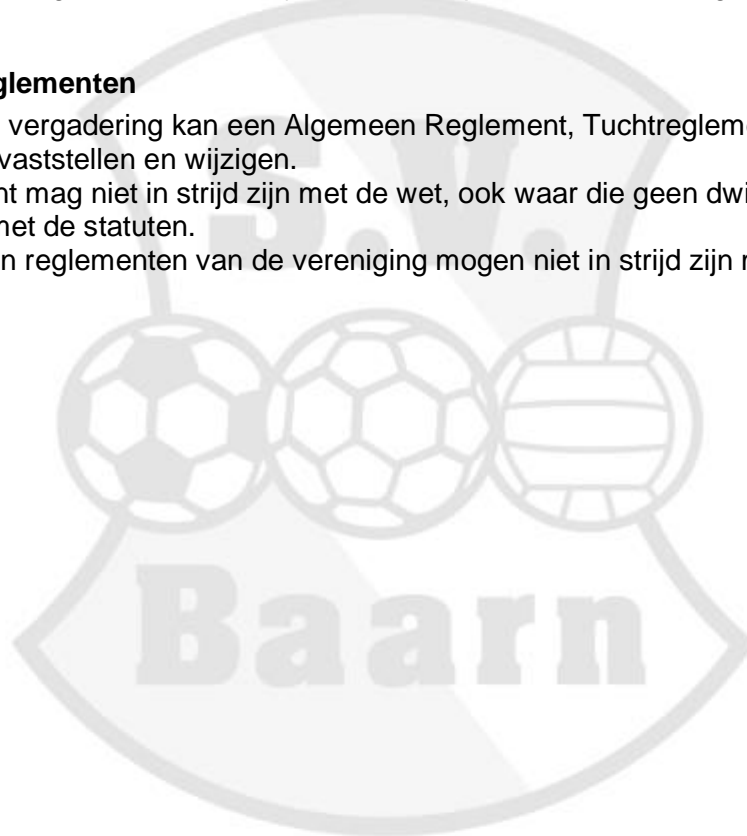 glementen
vergadering kan een Algemeen Reglement, Tuchtreglem
vaststellen en wijzigen.
nt mag niet in strijd zijn met de wet, ook waar die geen dwi
met de statuten.
n reglementen van de vereniging mogen niet in strijd zijn
S.V.
Baarn